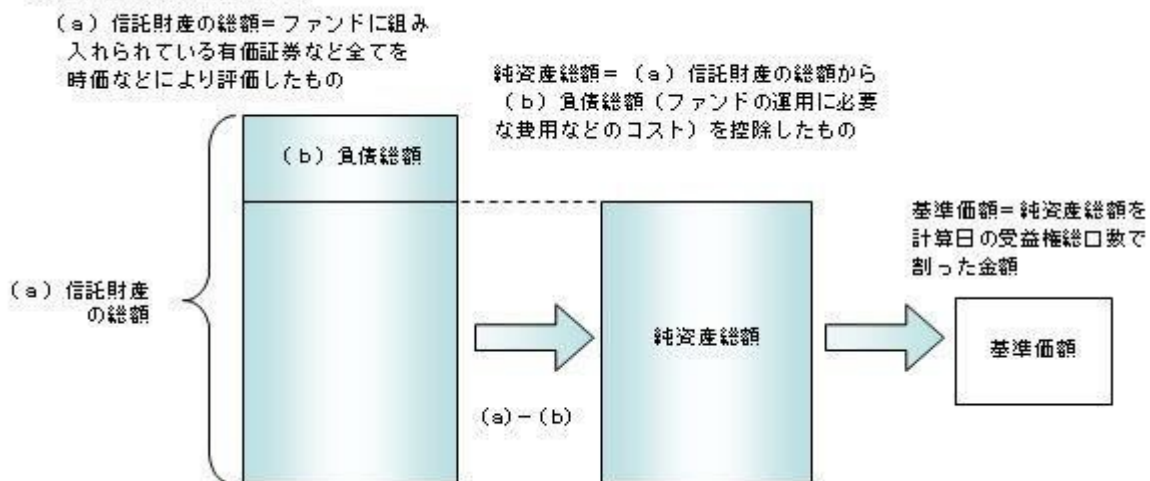 (a)信託財産の総額=ファンドに組み
入れられている有価証券など全てを
時価などにより評価したもの
純資産総額=(a)信託財産の総額から
(b)負債総額(ファンドの運用に必要
な費用などのコスト)を控除したもの
(b)負債総額
基準価額=純資産総額を
計算日の受益権総口数で
割った金額
(a)信託財産
の総額
純資産総額
基準価額
(a)-(b)